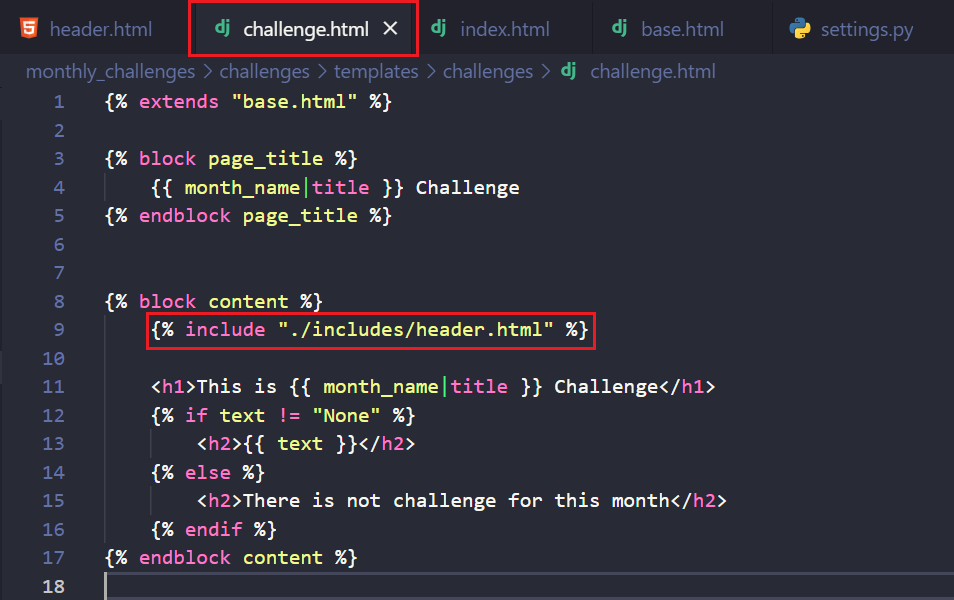 header.html dj challenge.html × dj index.html dj base.html settings.py
monthly_challenges > challenges > templates > challenges > dj challenge.html
1 {% extends "base.html" %}
2
3 {% block page_title %}
4     {{ month_name|title }} Challenge
5 {% endblock page_title %}
6
7
8 {% block content %}
9     {% include "./includes/header.html" %}
10
11     <h1>This is {{ month_name|title }} Challenge</h1>
12     {% if text != "None" %}
13         <h2>{{ text }}</h2>
14     {% else %}
15         <h2>There is not challenge for this month</h2>
16     {% endif %}
17 {% endblock content %}
18